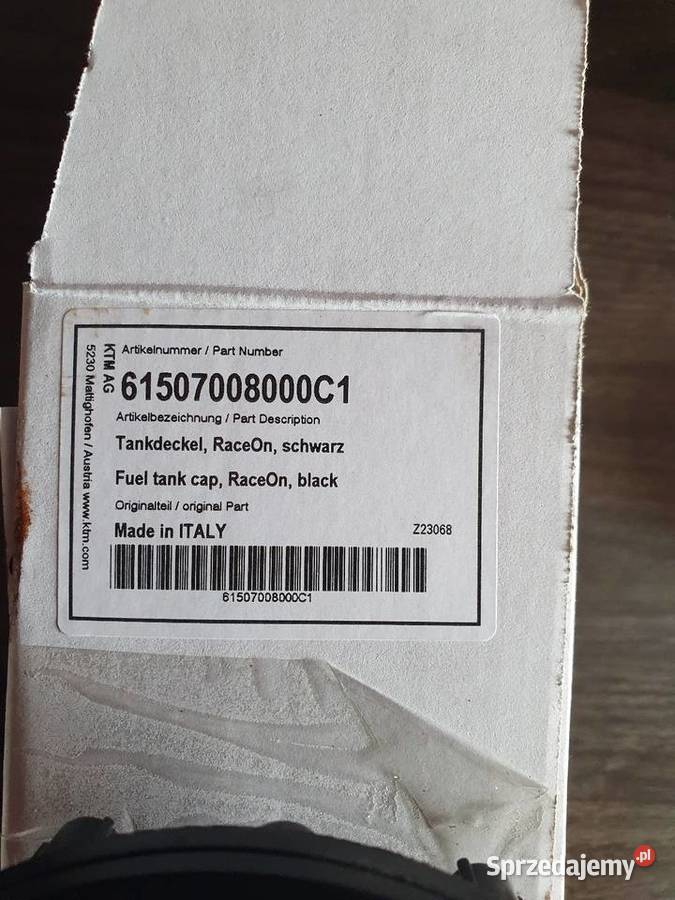 KTM AG
5230 Mattighofen / Austria www.ktm.com
Artikelnummer / Part Number
61507008000C1
Artikelbezeichnung / Part Description
Tankdeckel, RaceOn, schwarz
Fuel tank cap, RaceOn, black
Originalteil / original Part
Made in ITALY Z23068
61507008000C1
Sprzedajemy.pl